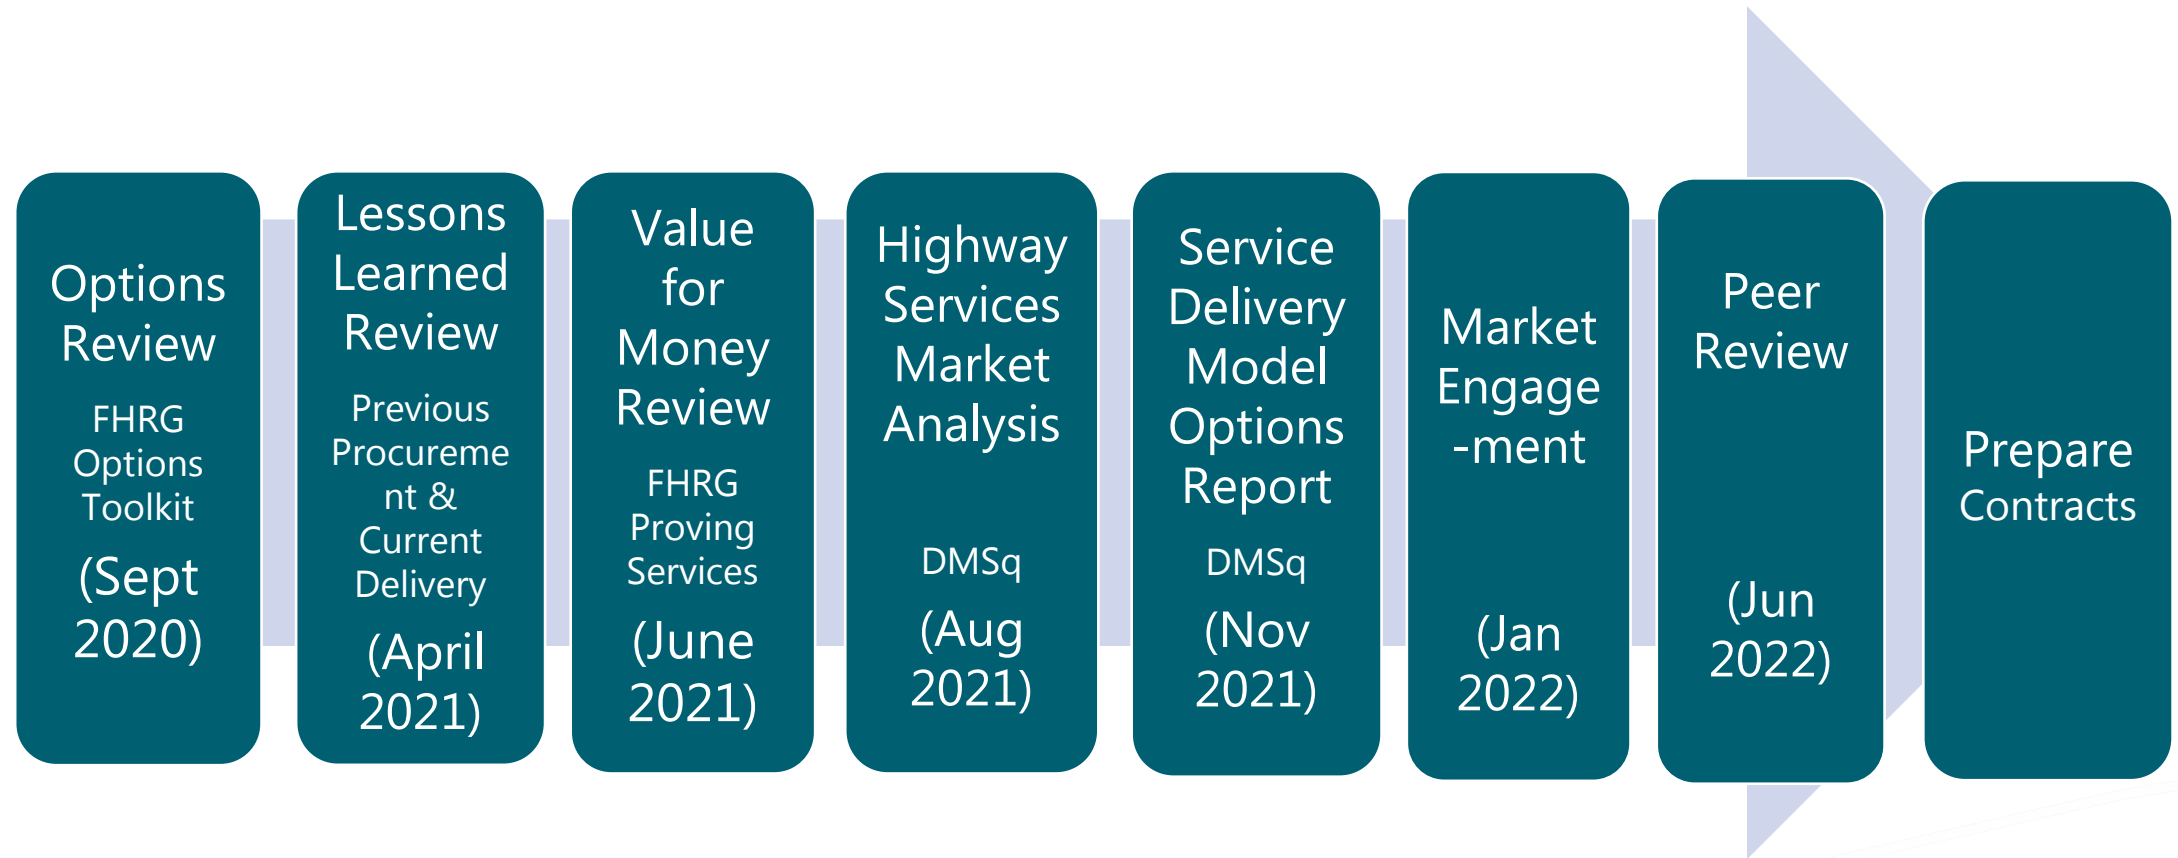 Options
Review
FHRG
Options
Toolkit
(Sept
2020)
Lessons
Learned
Review
Previous
Procureme
nt &
Current
Delivery
(April
2021)
Value
for
Money
Review
FHRG
Proving
Services
(June
2021)
Highway
Services
Market
Analysis
DMSq
(Aug
2021)
Service
Delivery
Model
Options
Report
DMSq
(Nov
2021)
Market
Engage
-ment
(Jan
2022)
Peer
Review
(Jun
2022)
Prepare
Contracts